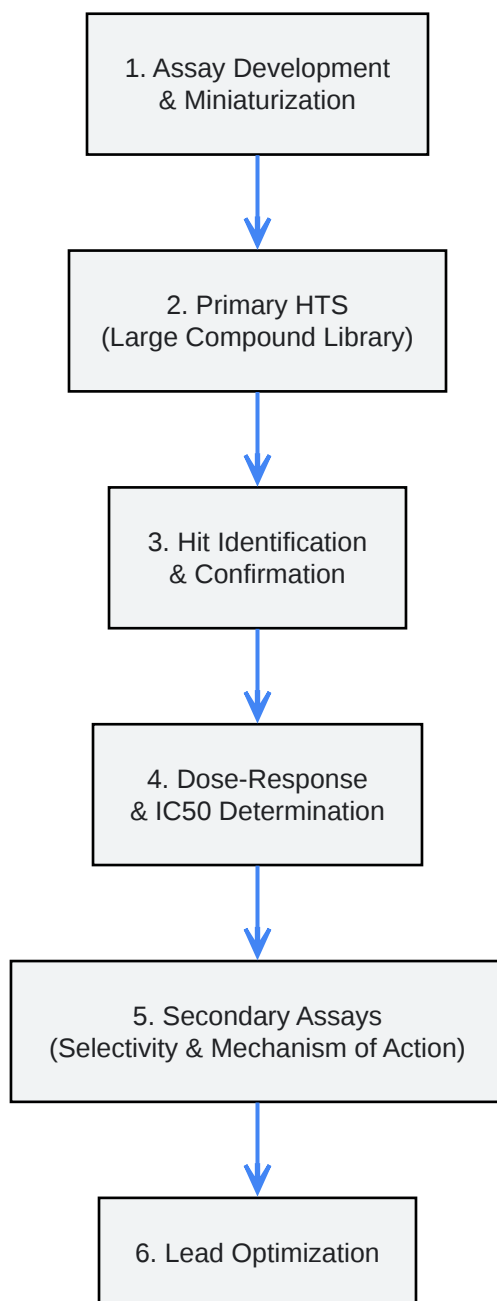 1. Assay Development
& Miniaturization
2. Primary HTS
(Large Compound Library)
3. Hit Identification
& Confirmation
4. Dose-Response
& IC50 Determination
5. Secondary Assays
(Selectivity & Mechanism of Action)
6. Lead Optimization